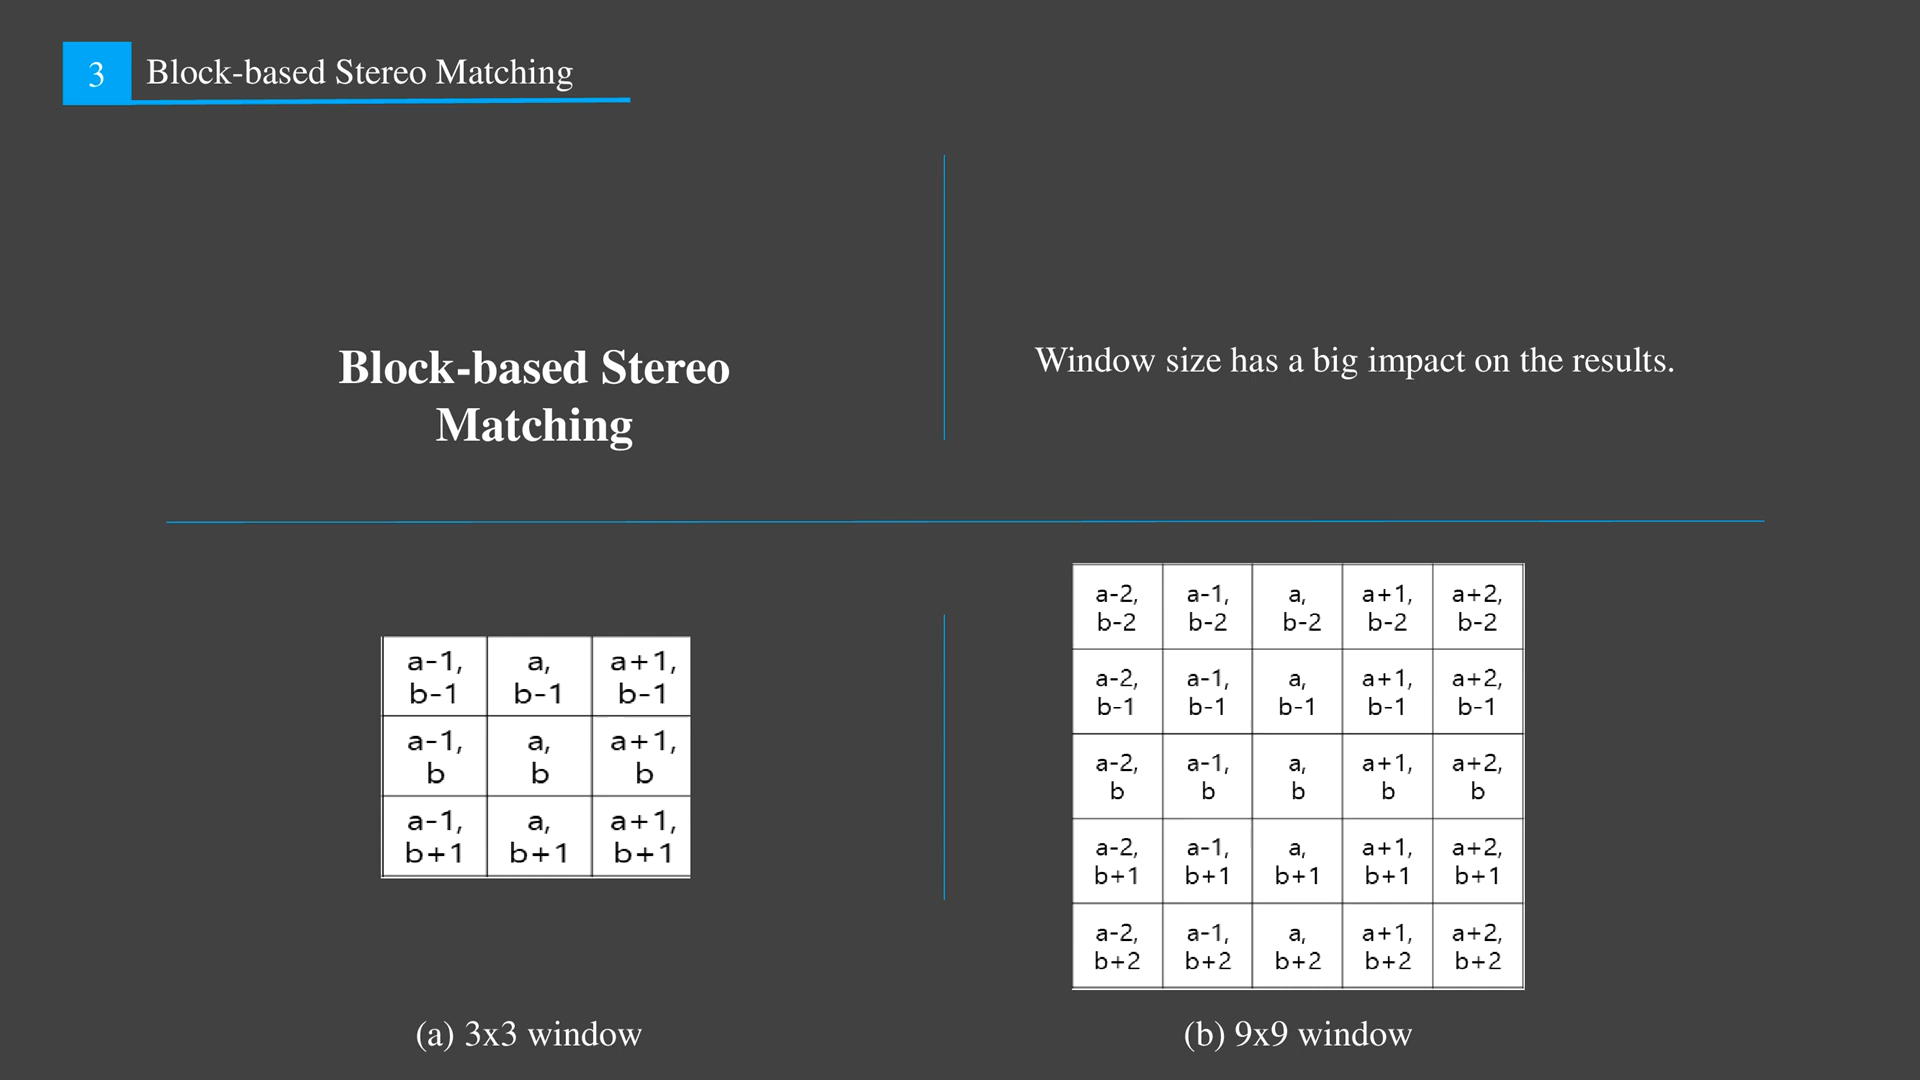 3
Block-based Stereo Matching
Block-based Stereo
Matching
Window size has a big impact on the results.
a-1, a, a+1,
b-1 b-1 b-1
a-1, a, a+1,
b b b
a-1, a, a+1,
b+1 b+1 b+1
(a) 3x3 window
a-2, a-1, a, a+1, a+2,
b-2 b-2 b-2 b-2 b-2
a-2, a-1, a, a+1, a+2,
b-1 b-1 b-1 b-1 b-1
a-2, a-1, a, a+1, a+2,
b b b b b
a-2, a-1, a, a+1, a+2,
b+1 b+1 b+1 b+1 b+1
a-2, a-1, a, a+1, a+2,
b+2 b+2 b+2 b+2 b+2
(b) 9x9 window